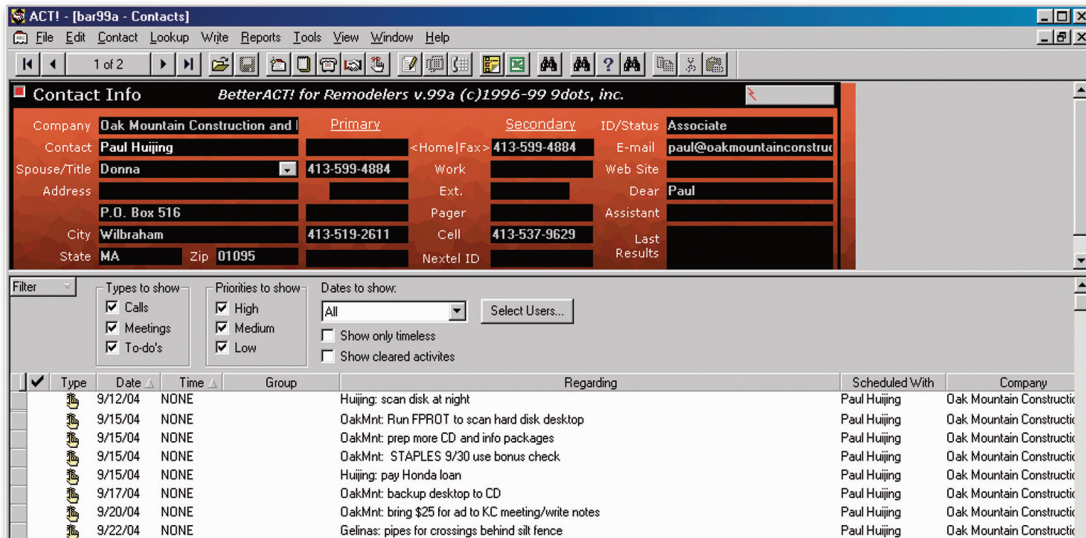 ACT! - [bar99a - Contacts]
File Edit Contact Lookup Write Reports Tools View Window Help
1 of 2
Contact Info BetterACT! for Remodelers v.99a (c)1996-99 9dots, inc.
Company Oak Mountain Construction and Primary Secondary ID/Status Associate
Contact Paul Huijing <Home|Fax> 413-599-4884 E-mail paul@oakmountainconstruc
Spouse/Title Donna 413-599-4884 Work Web Site
Address Ext. Dear Paul
P.O. Box 516 Pager Assistant
City Wilbraham 413-519-2611 Cell 413-537-9629 Last
State MA Zip 01095 Nextel ID Results
Filter Types to show Priorities to show Dates to show:
Calls High All Select Users...
Meetings Medium Show only timeless
To-do's Low Show cleared activites
Type Date Time Group Regarding Scheduled With Company
9/12/04 NONE Huijing: scan disk at night Paul Huijing Oak Mountain Constructic
9/15/04 NONE OakMnt: Run FPROT to scan hard disk desktop Paul Huijing Oak Mountain Constructic
9/15/04 NONE OakMnt: prep more CD and info packages Paul Huijing Oak Mountain Constructic
9/15/04 NONE OakMnt: STAPLES 9/30 use bonus check Paul Huijing Oak Mountain Constructic
9/15/04 NONE Huijing: pay Honda loan Paul Huijing Oak Mountain Constructic
9/17/04 NONE OakMnt: backup desktop to CD Paul Huijing Oak Mountain Constructic
9/20/04 NONE OakMnt: bring $25 for ad to KC meeting/write notes Paul Huijing Oak Mountain Constructic
9/22/04 NONE Gelinas: pipes for crossings behind silt fence Paul Huijing Oak Mountain Constructic